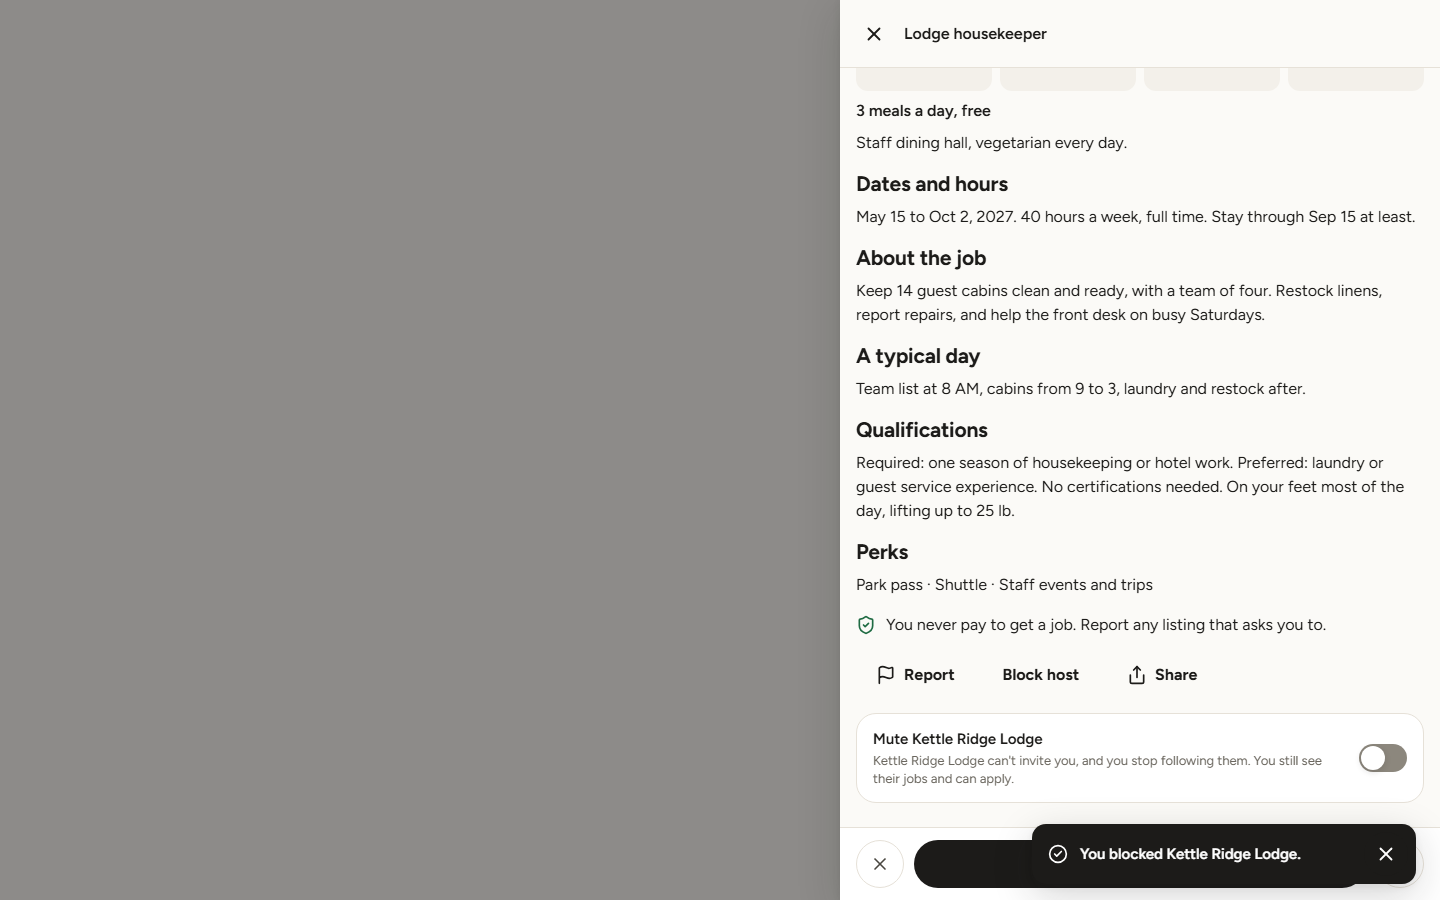 Lodge housekeeper
3 meals a day, free
Staff dining hall, vegetarian every day.
Dates and hours
May 15 to Oct 2, 2027. 40 hours a week, full time. Stay through Sep 15 at least.
About the job
Keep 14 guest cabins clean and ready, with a team of four. Restock linens,
report repairs, and help the front desk on busy Saturdays.
A typical day
Team list at 8 AM, cabins from 9 to 3, laundry and restock after.
Qualifications
Required: one season of housekeeping or hotel work. Preferred: laundry or
guest service experience. No certifications needed. On your feet most of the
day, lifting up to 25 lb.
Perks
Park pass · Shuttle · Staff events and trips
You never pay to get a job. Report any listing that asks you to.
Report
Block host
Share
Mute Kettle Ridge Lodge
Kettle Ridge Lodge can't invite you, and you stop following them. You still see
their jobs and can apply.
You blocked Kettle Ridge Lodge.